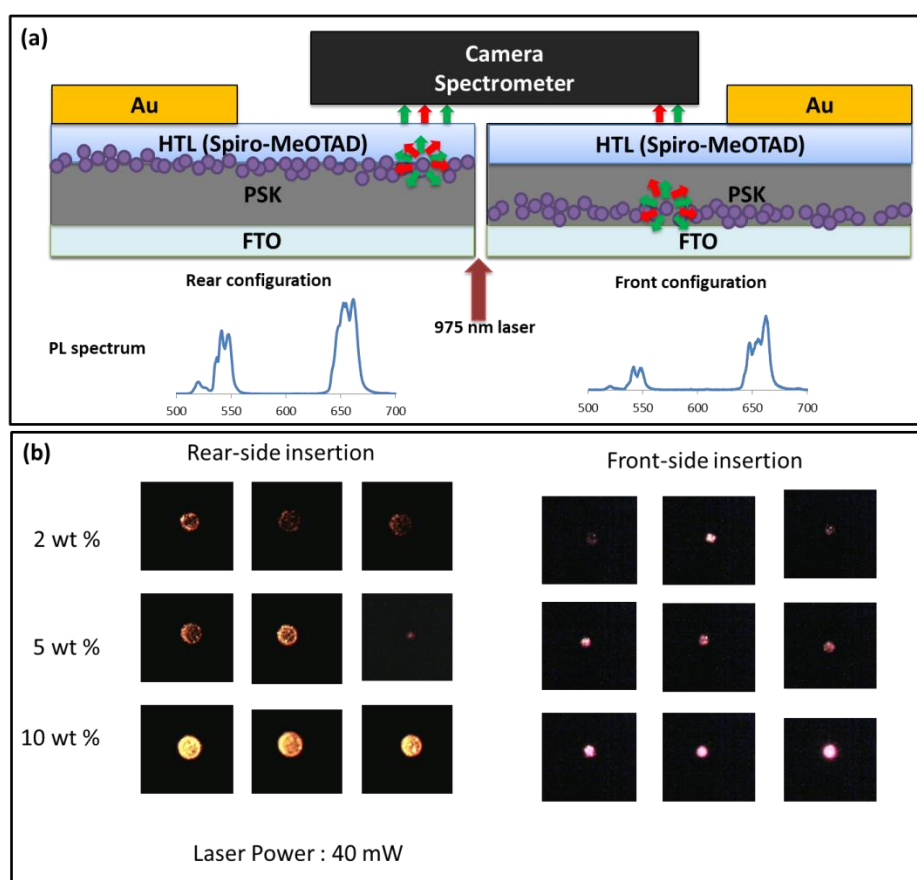 (a)
Camera
Spectrometer
Au
Au
HTL (Spiro-MeOTAD)
HTL (Spiro-MeOTAD)
PSK
PSK
FTO
FTO
Rear configuration
Front configuration
975 nm laser
PL spectrum
500 550 600 650 700
500 550 600 650 700
(b)
Rear-side insertion
Front-side insertion
2 wt %
5 wt %
10 wt %
Laser Power : 40 mW